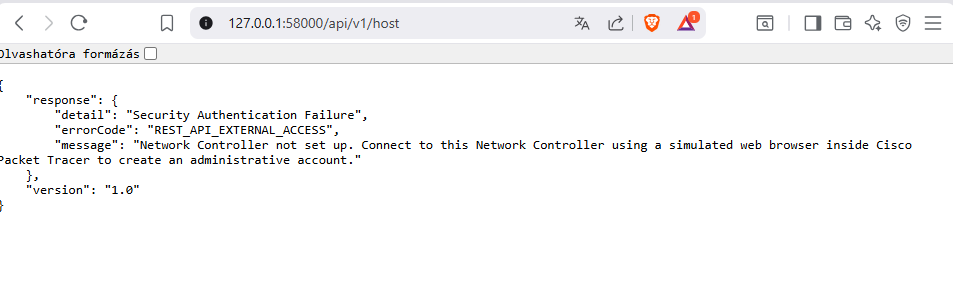 127.0.0.1:58000/api/v1/host
1
Olvashatóra formázás
{
"response": {
"detail": "Security Authentication Failure",
"errorCode": "REST_API_EXTERNAL_ACCESS",
"message": "Network Controller not set up. Connect to this Network Controller using a simulated web browser inside Cisco
Packet Tracer to create an administrative account."
},
"version": "1.0"
}